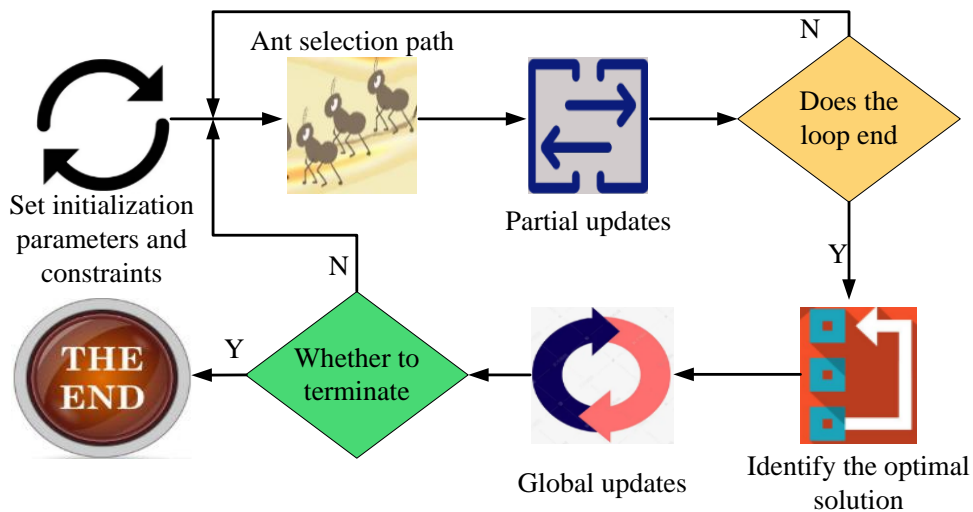 N
Ant selection path
Does the
loop end
Set initialization
parameters and
constraints
Partial updates
N
Y
THE
END
Y
Whether to
terminate
Global updates
Identify the optimal
solution